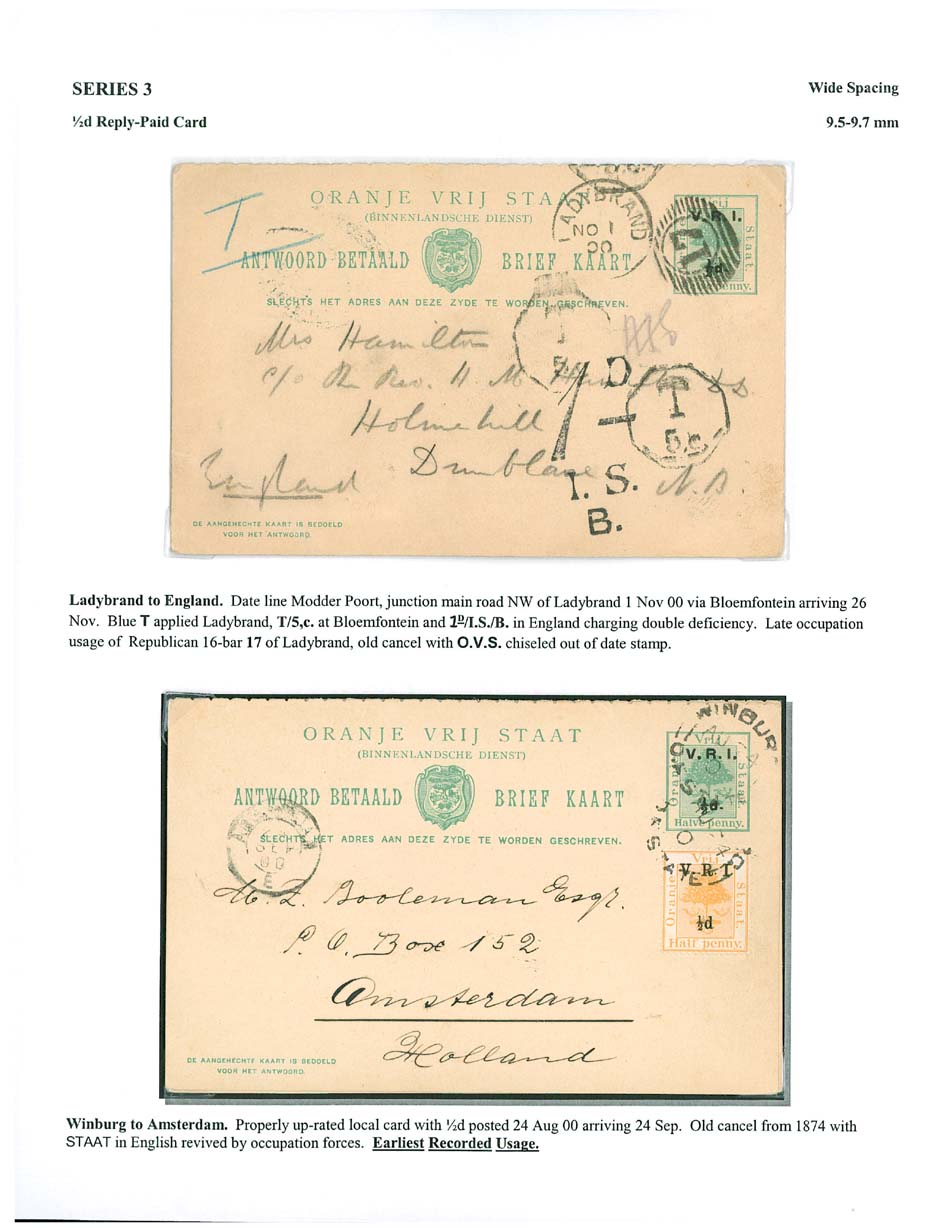 SERIES 3
Wide Spacing
½d Reply-Paid Card
9.5-9.7 mm
ORANJE VRIJ STAA
(BINNENLANDSCHE DIENST)
ANTWOORD BETAALD BRIEF KAART
SLECHTS HET ADRES AAN DEZE ZYDE TE WORDEN GESCHREVEN.
T
LADYBRAND
NO 1
00
17
Vrij
V.R.I.
Staat.
½d
enny.
Mrs Hamilton
c/o The Rev. H. M. Hamilton D.D.
Holmehill
Dunblane N.B.
England
T
1 D
T
5.c
I. S.
B.
DE AANGEHECHTE KAART IS BEDOELD
VOOR HET ANTWOORD.
Ladybrand to England. Date line Modder Poort, junction main road NW of Ladybrand 1 Nov 00 via Bloemfontein arriving 26
Nov. Blue T applied Ladybrand, T/5,c. at Bloemfontein and 1D/I.S./B. in England charging double deficiency. Late occupation
usage of Republican 16-bar 17 of Ladybrand, old cancel with O.V.S. chiseled out of date stamp.
ORANJE VRIJ STAAT
(BINNENLANDSCHE DIENST)
ANTWOORD BETAALD BRIEF KAART
SLECHTS HET ADRES AAN DEZE ZYDE TE WORDEN GESCHREVEN.
WINBUR
Vrij
V.R.I.
Oranje
Staat
½d.
Halve penny.
Vrij
V.R.I
Oranje
Staat.
½d
Half penny.
SEP
00
E
M. L. Booleman Esqr.
P. O. Box 152
Amsterdam
Holland
DE AANGEHECHTE KAART IS BEDOELD
VOOR HET ANTWOORD.
Winburg to Amsterdam. Properly up-rated local card with ½d posted 24 Aug 00 arriving 24 Sep. Old cancel from 1874 with
STAAT in English revived by occupation forces. Earliest Recorded Usage.